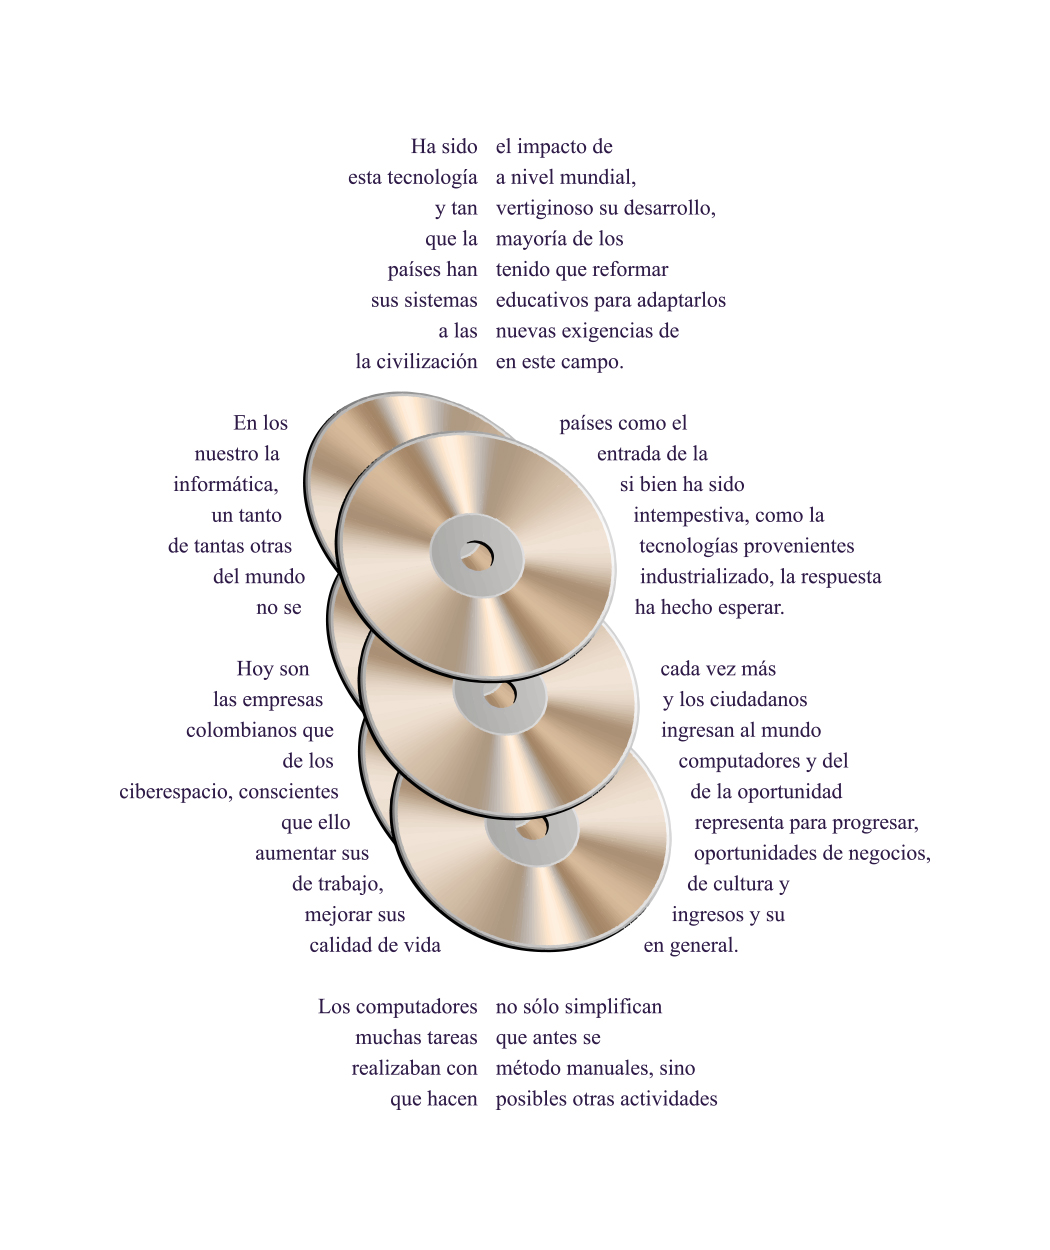 Ha sido el impacto de
esta tecnología a nivel mundial,
y tan vertiginoso su desarrollo,
que la mayoría de los
países han tenido que reformar
sus sistemas educativos para adaptarlos
a las nuevas exigencias de
la civilización en este campo.
En los países como el
nuestro la entrada de la
informática, si bien ha sido
un tanto intempestiva, como la
de tantas otras tecnologías provenientes
del mundo industrializado, la respuesta
no se ha hecho esperar.
Hoy son cada vez más
las empresas y los ciudadanos
colombianos que ingresan al mundo
de los computadores y del
ciberespacio, conscientes de la oportunidad
que ello representa para progresar,
aumentar sus oportunidades de negocios,
de trabajo, de cultura y
mejorar sus ingresos y su
calidad de vida en general.
Los computadores no sólo simplifican
muchas tareas que antes se
realizaban con método manuales, sino
que hacen posibles otras actividades